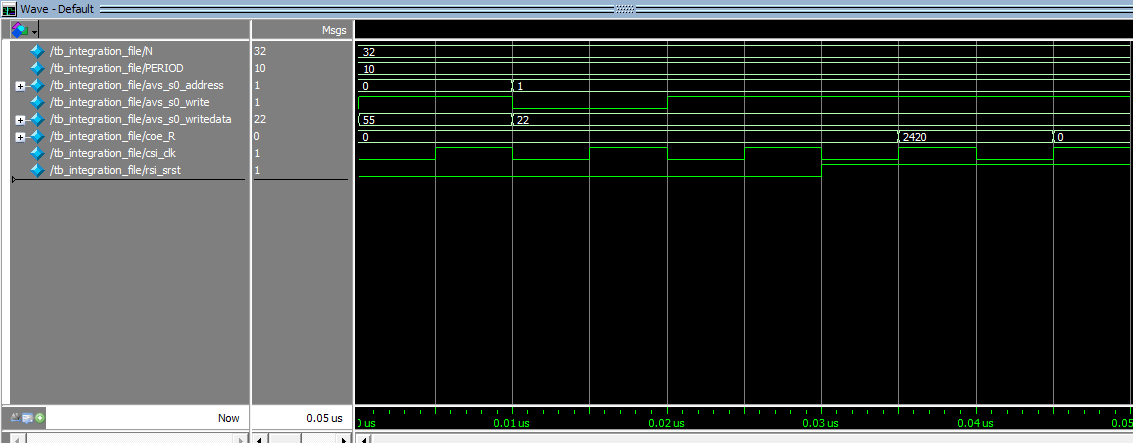 Wave - Default
Msgs
/tb_integration_file/N 32 32
/tb_integration_file/PERIOD 10 10
/tb_integration_file/avs_s0_address 1 0 1
/tb_integration_file/avs_s0_write 1
/tb_integration_file/avs_s0_writedata 22 55 22
/tb_integration_file/coe_R 0 0 2420 0
/tb_integration_file/csi_clk 1
/tb_integration_file/rsi_srst 1
Now 0.05 us 0 us 0.01 us 0.02 us 0.03 us 0.04 us 0.05